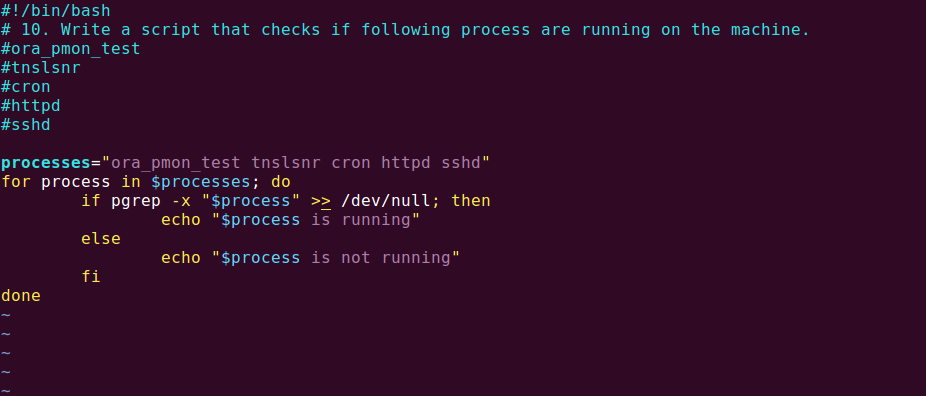 #!/bin/bash
# 10. Write a script that checks if following process are running on the machine.
#ora_pmon_test
#tnslsnr
#cron
#httpd
#sshd

processes="ora_pmon_test tnslsnr cron httpd sshd"
for process in $processes; do
        if pgrep -x "$process" >> /dev/null; then
                echo "$process is running"
        else
                echo "$process is not running"
        fi
done
~
~
~
~
~